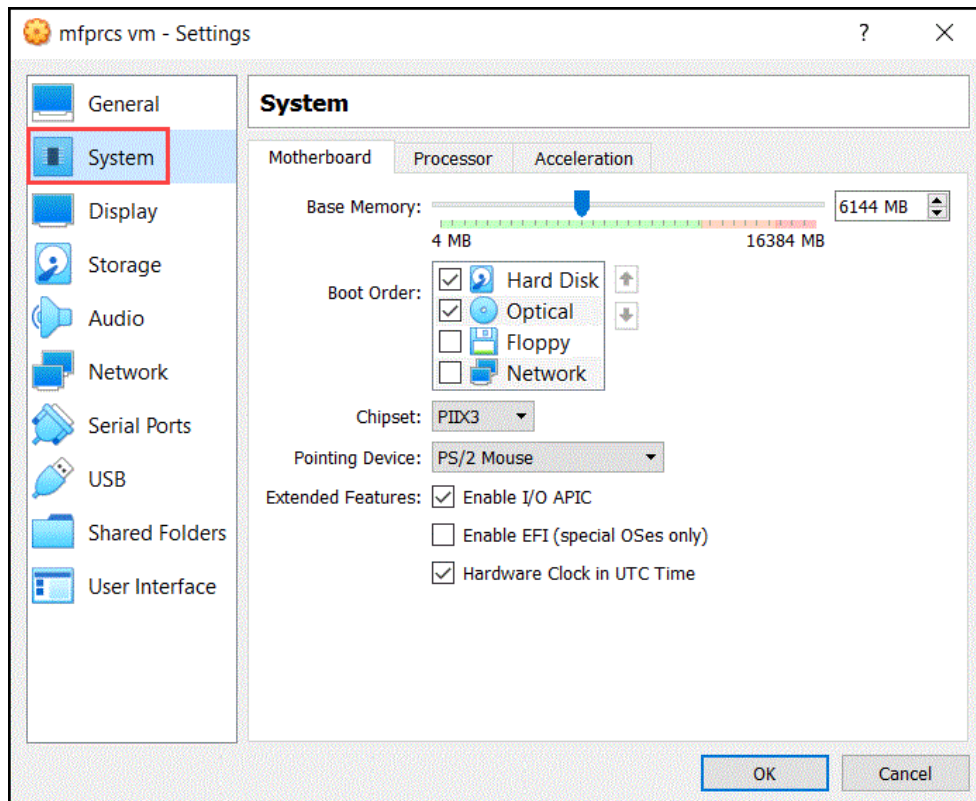 mfprcs vm - Settings
?
General
System
Display
Storage
Audio
Network
Serial Ports
USB
Shared Folders
User Interface
System
Motherboard Processor Acceleration
Base Memory: 6144 MB
4 MB 16384 MB
Boot Order:
Hard Disk
Optical
Floppy
Network
Chipset: PIIX3
Pointing Device: PS/2 Mouse
Extended Features: Enable I/O APIC
Enable EFI (special OSes only)
Hardware Clock in UTC Time
OK Cancel